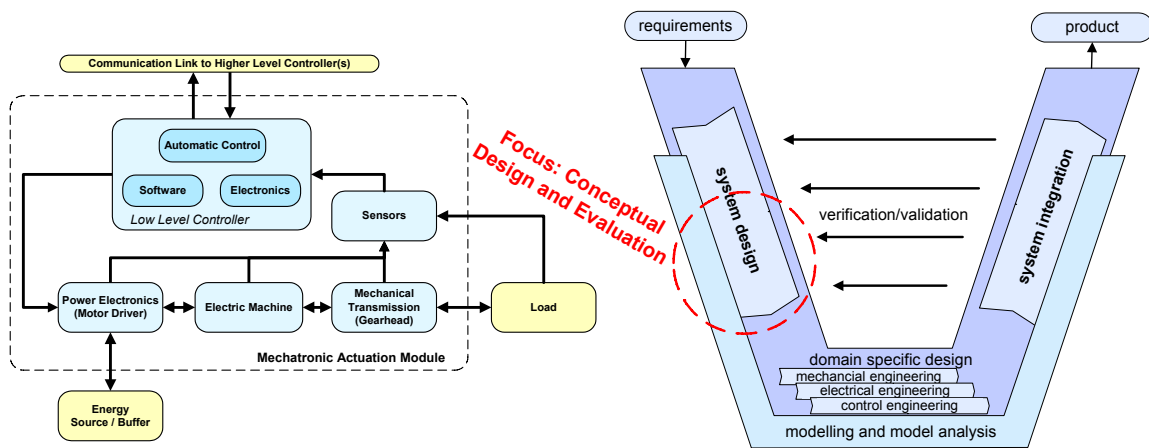 Communication Link to Higher Level Controller(s)
Automatic Control
Software
Electronics
Low Level Controller
Sensors
Power Electronics
(Motor Driver)
Electric Machine
Mechanical
Transmission
(Gearhead)
Load
Mechatronic Actuation Module
Energy
Source / Buffer
Focus: Conceptual
Design and Evaluation
requirements
product
system design
verification/validation
system integration
domain specific design
mechancial engineering
electrical engineering
control engineering
modelling and model analysis